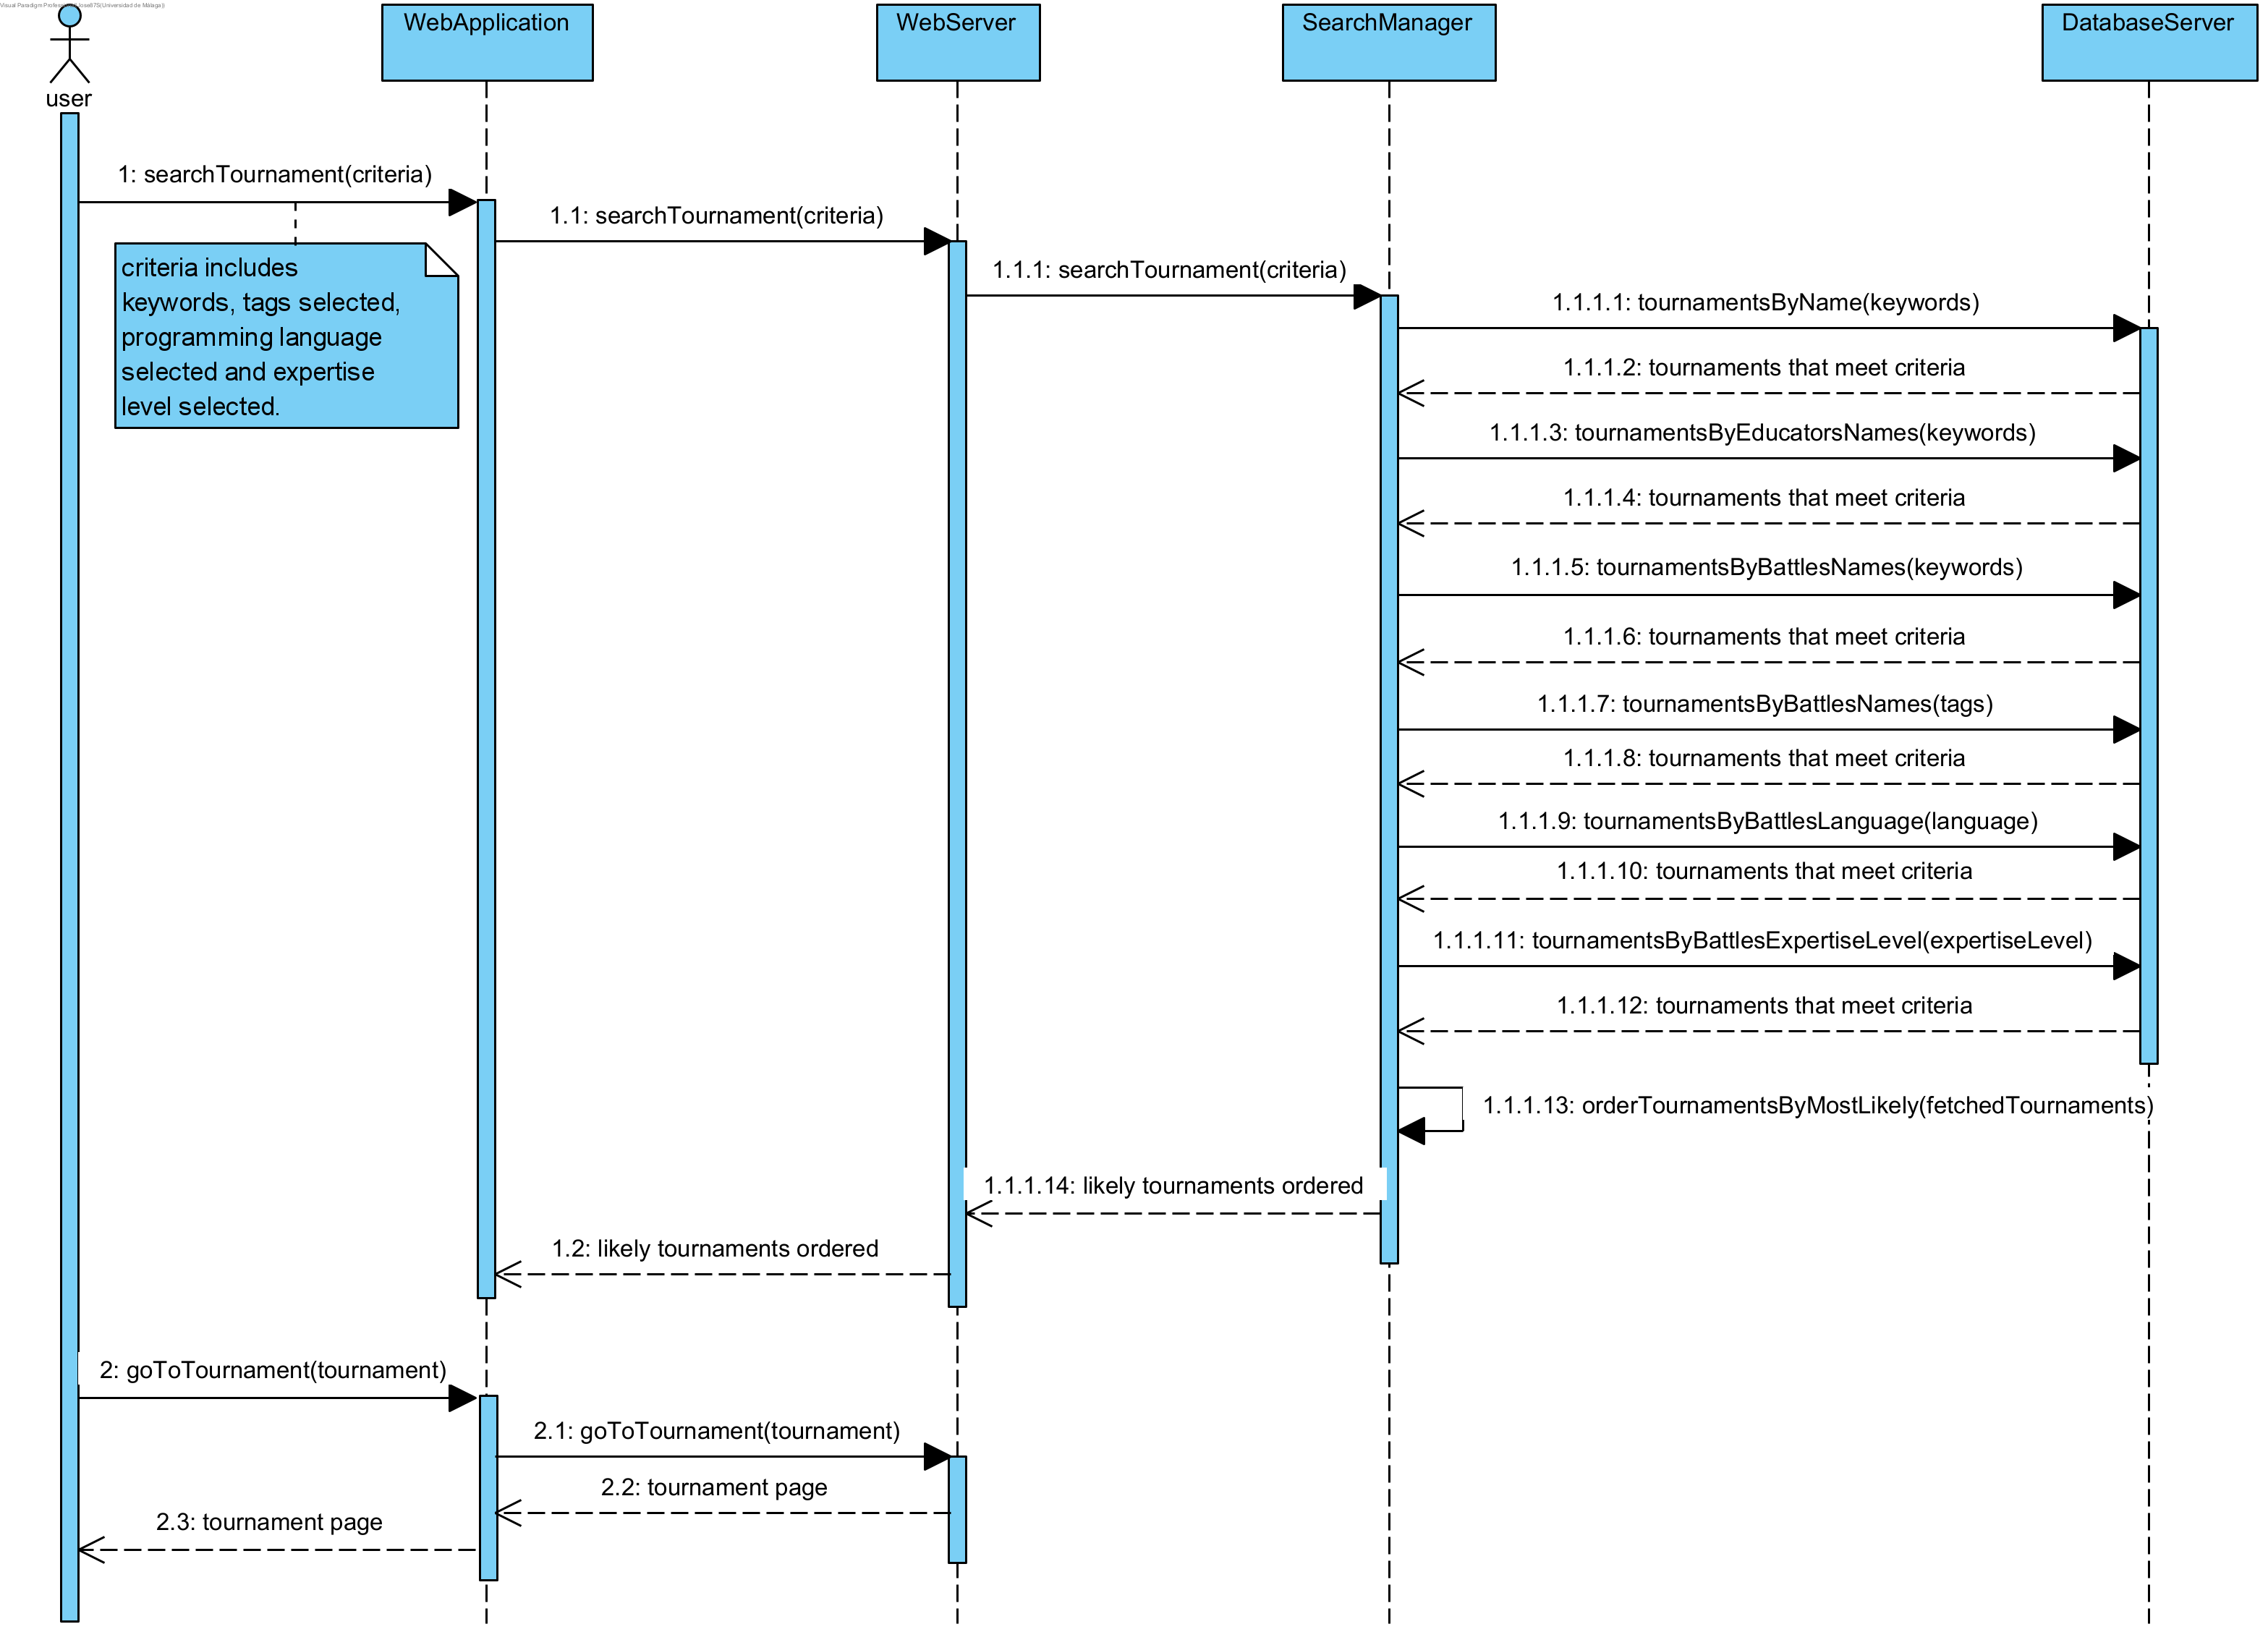 user
WebApplication
WebServer
SearchManager
DatabaseServer
1: searchTournament(criteria)
1.1: searchTournament(criteria)
criteria includes
keywords, tags selected,
programming language
selected and expertise
level selected.
1.1.1: searchTournament(criteria)
1.1.1.1: tournamentsByName(keywords)
1.1.1.2: tournaments that meet criteria
1.1.1.3: tournamentsByEducatorsNames(keywords)
1.1.1.4: tournaments that meet criteria
1.1.1.5: tournamentsByBattlesNames(keywords)
1.1.1.6: tournaments that meet criteria
1.1.1.7: tournamentsByBattlesNames(tags)
1.1.1.8: tournaments that meet criteria
1.1.1.9: tournamentsByBattlesLanguage(language)
1.1.1.10: tournaments that meet criteria
1.1.1.11: tournamentsByBattlesExpertiseLevel(expertiseLevel)
1.1.1.12: tournaments that meet criteria
1.1.1.13: orderTournamentsByMostLikely(fetchedTournaments)
1.1.1.14: likely tournaments ordered
1.2: likely tournaments ordered
2: goToTournament(tournament)
2.1: goToTournament(tournament)
2.2: tournament page
2.3: tournament page